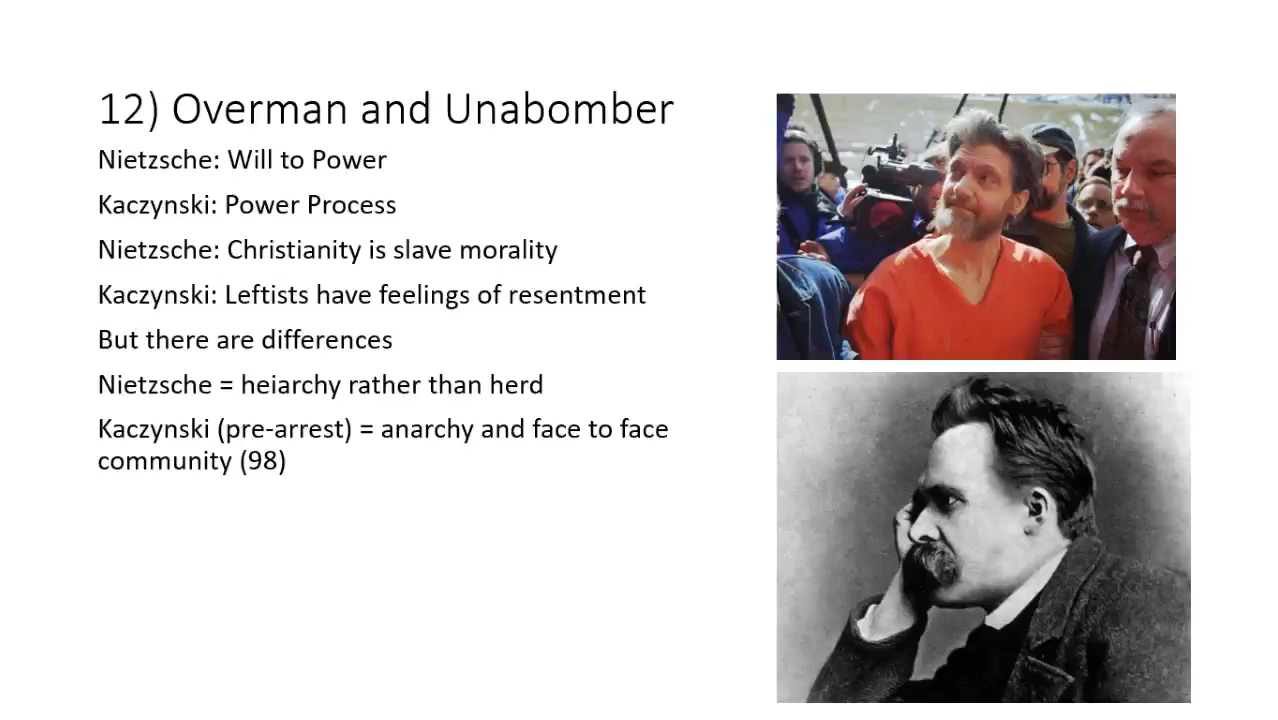 12) Overman and Unabomber
Nietzsche: Will to Power
Kaczynski: Power Process
Nietzsche: Christianity is slave morality
Kaczynski: Leftists have feelings of resentment
But there are differences
Nietzsche = heiarchy rather than herd
Kaczynski (pre-arrest) = anarchy and face to face
community (98)